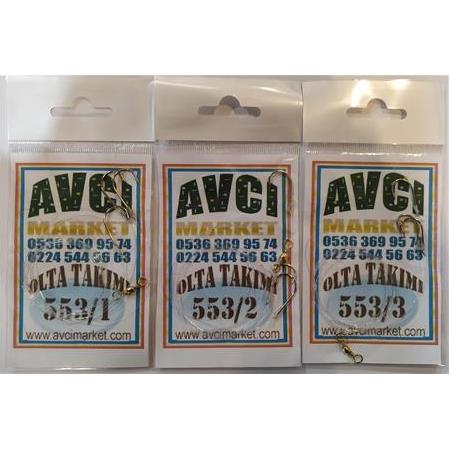 AVCI
MARKET
0536 369 95 74
0224 544 56 63
OLTA TAKIMI
553/1
www.avcimarket.com
AVCI
MARKET
0536 369 95 74
0224 544 56 63
OLTA TAKIMI
553/2
www.avcimarket.com
AVCI
MARKET
0536 369 95 74
0224 544 56 63
OLTA TAKIMI
553/3
www.avcimarket.com